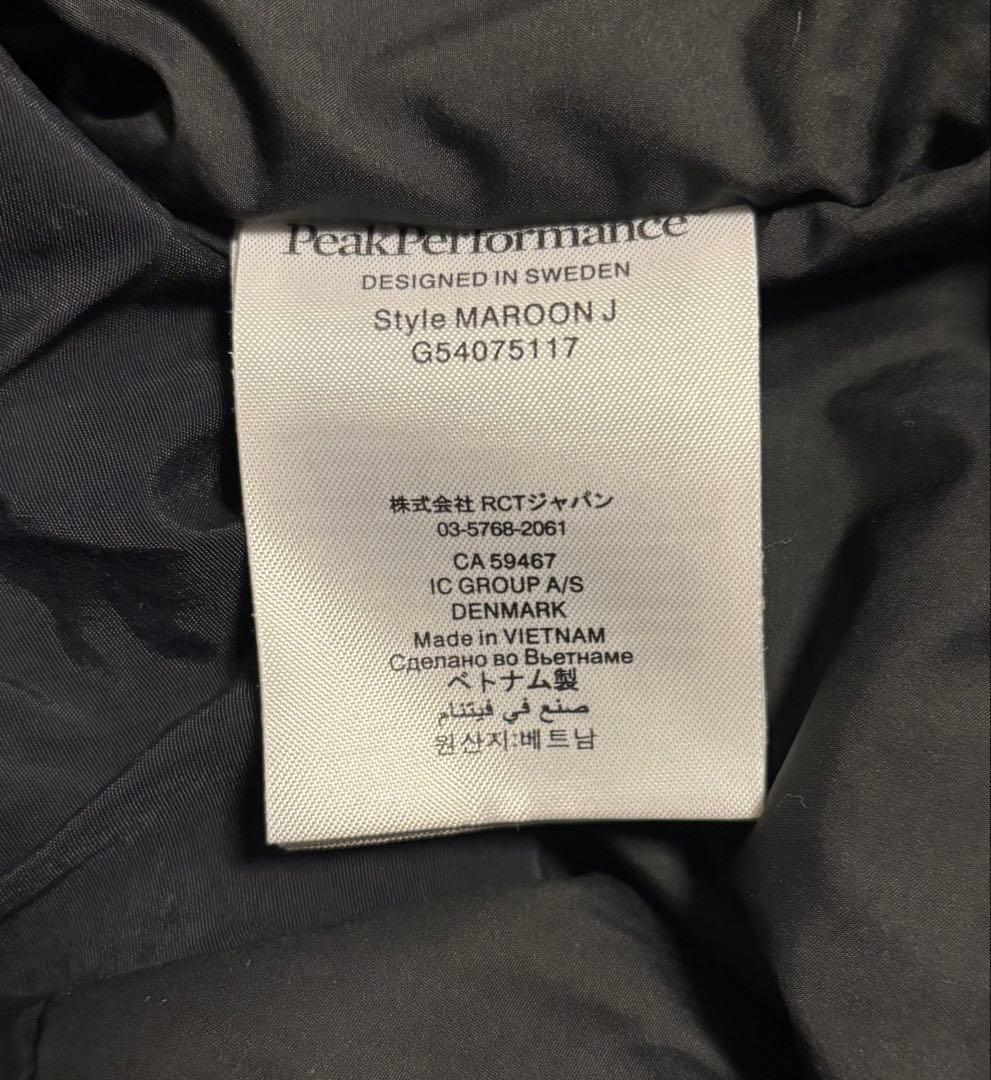 Peak Performance
DESIGNED IN SWEDEN
Style MAROON J
G54075117
株式会社 RCTジャパン
03-5768-2061
CA 59467
IC GROUP A/S
DENMARK
Made in VIETNAM
Сделано во Вьетнаме
ベトナム製
صنع في فيتنام
원산지:베트남